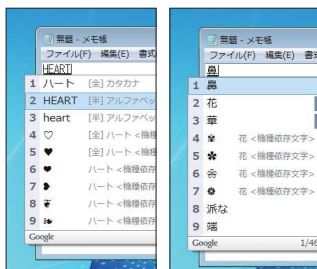 無題 - メモ帳
ファイル(F) 編集(E) 書式
HEART
1 ハート [全] カタカナ
2 HEART [半] アルファベッ
3 heart [半] アルファベッ
4 ♡ [全] ハート <機種
5 ♥ [全] ハート <機種
6 ❤ ハート <機種依存
7 ❥ ハート <機種依存
8 ❦ ハート <機種依存
9 ❧ ハート <機種依存
Google
無題 - メモ帳
ファイル(F) 編集(E) 書
鼻
1 鼻
2 花
3 華
4 ✾ 花 <機種依存文字>
5 ✽ 花 <機種依存文字>
6 ❀ 花 <機種依存文字>
7 ❁ 花 <機種依存文字>
8 派な
9 端
Google 1/46